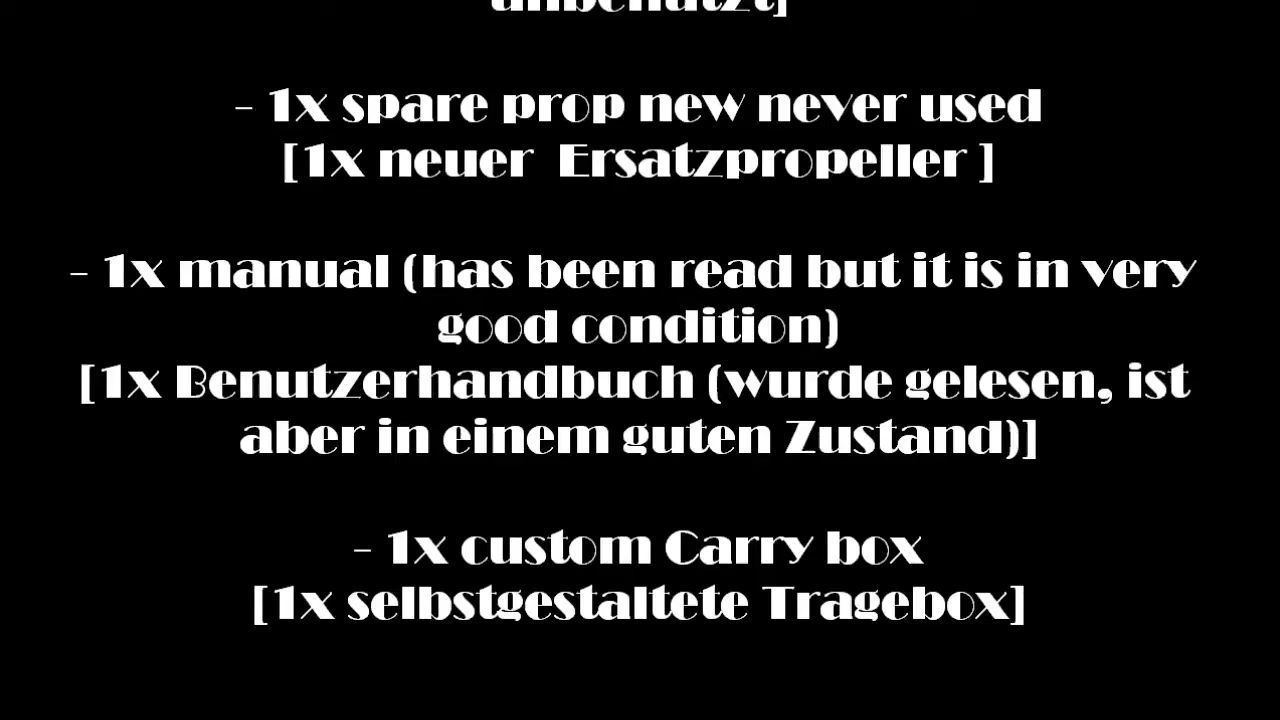 unbenutzt]
- 1x spare prop new never used
[1x neuer Ersatzpropeller ]
- 1x manual (has been read but it is in very
good condition)
[1x Benutzerhandbuch (wurde gelesen, ist
aber in einem guten Zustand)]
- 1x custom Carry box
[1x selbstgestaltete Tragebox]